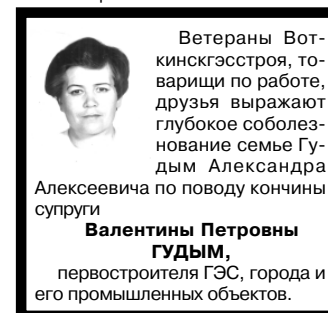 Ветераны Вот-
кинскгэсстроя, то-
варищи по работе,
друзья выражают
глубокое соболез-
нование семье Гу-
дым Александра
Алексеевича по поводу кончины
супруги
Валентины Петровны
ГУДЫМ,
первостроителя ГЭС, города и
его промышленных объектов.